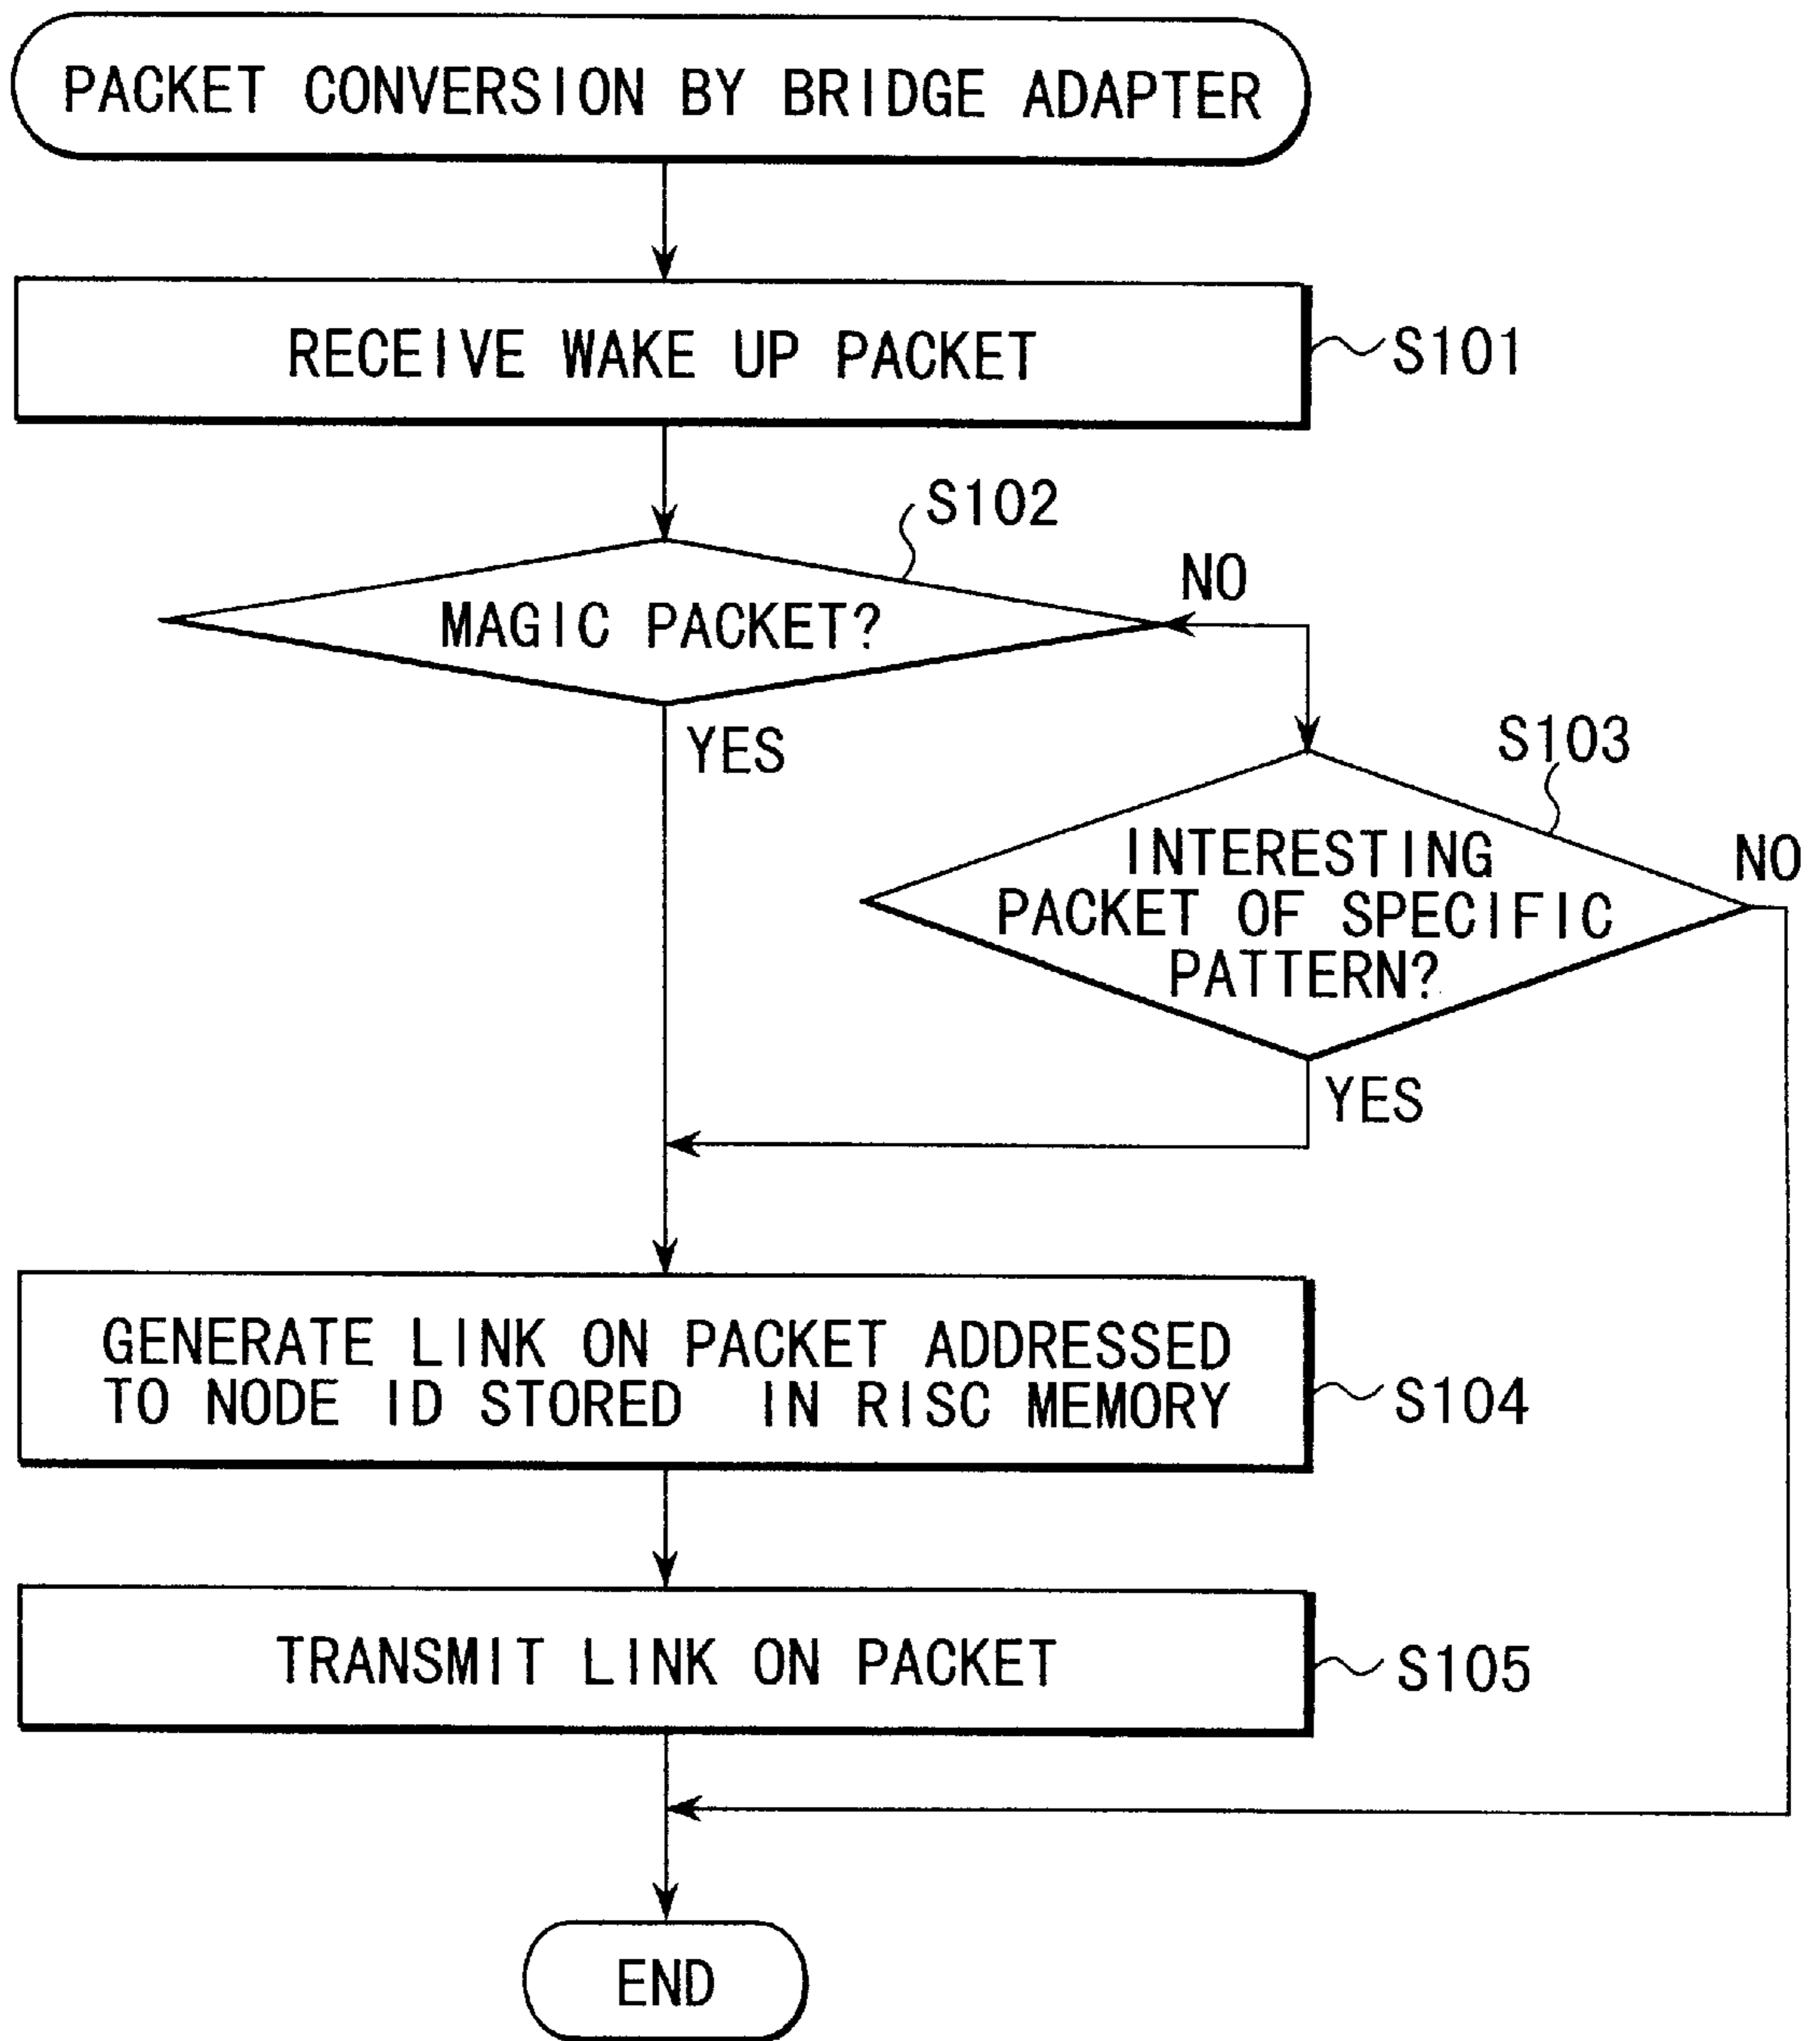 PACKET CONVERSION BY BRIDGE ADAPTER
RECEIVE WAKE UP PACKET
S101
S102
MAGIC PACKET?
NO
YES
S103
INTERESTING
PACKET OF SPECIFIC
PATTERN?
NO
YES
GENERATE LINK ON PACKET ADDRESSED
TO NODE ID STORED IN RISC MEMORY
S104
TRANSMIT LINK ON PACKET
S105
END